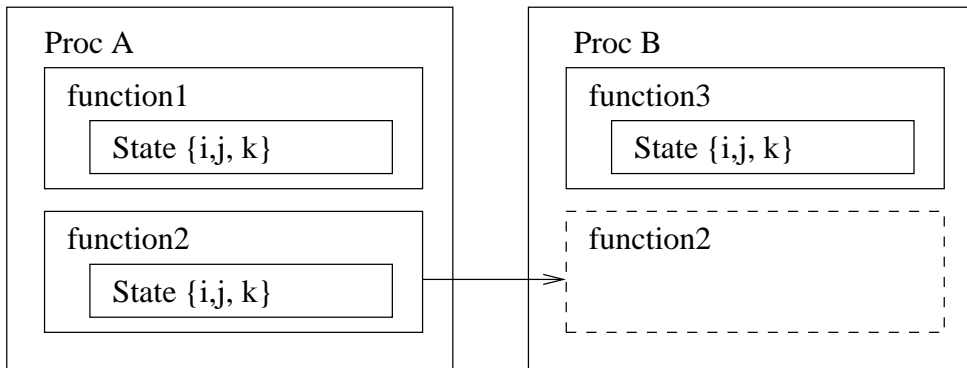 Proc A
function1
State {i,j, k}
function2
State {i,j, k}
Proc B
function3
State {i,j, k}
function2